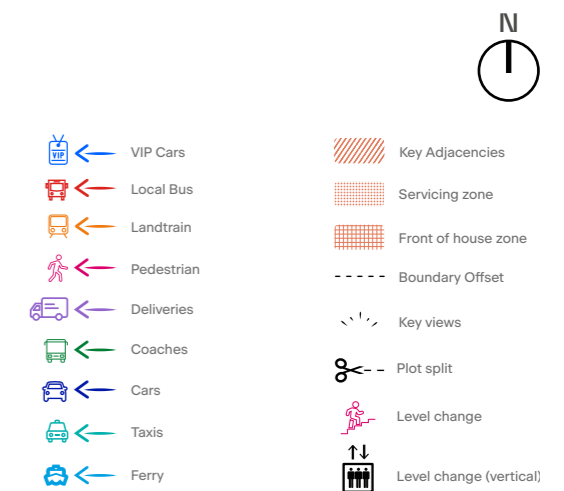 N
VIP
VIP Cars
Local Bus
Landtrain
Pedestrian
Deliveries
Coaches
Cars
Taxis
Ferry
Key Adjacencies
Servicing zone
Front of house zone
Boundary Offset
Key views
Plot split
Level change
Level change (vertical)